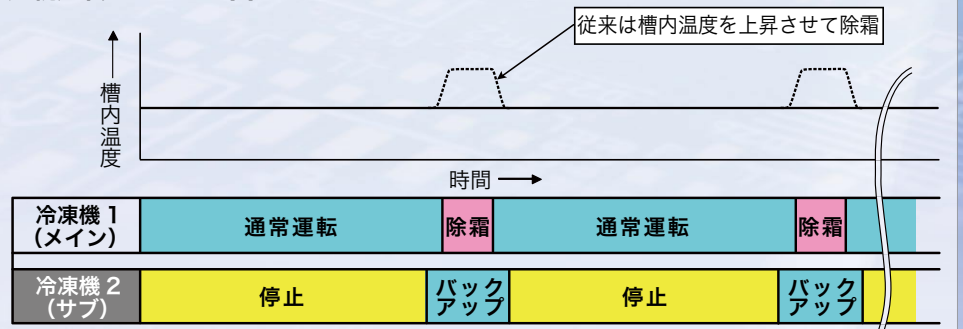 従来は槽内温度を上昇させて除霜
槽内温度
時間
冷凍機 1
(メイン)
通常運転
除霜
通常運転
除霜
冷凍機 2
(サブ)
停止
バック
アップ
停止
バック
アップ